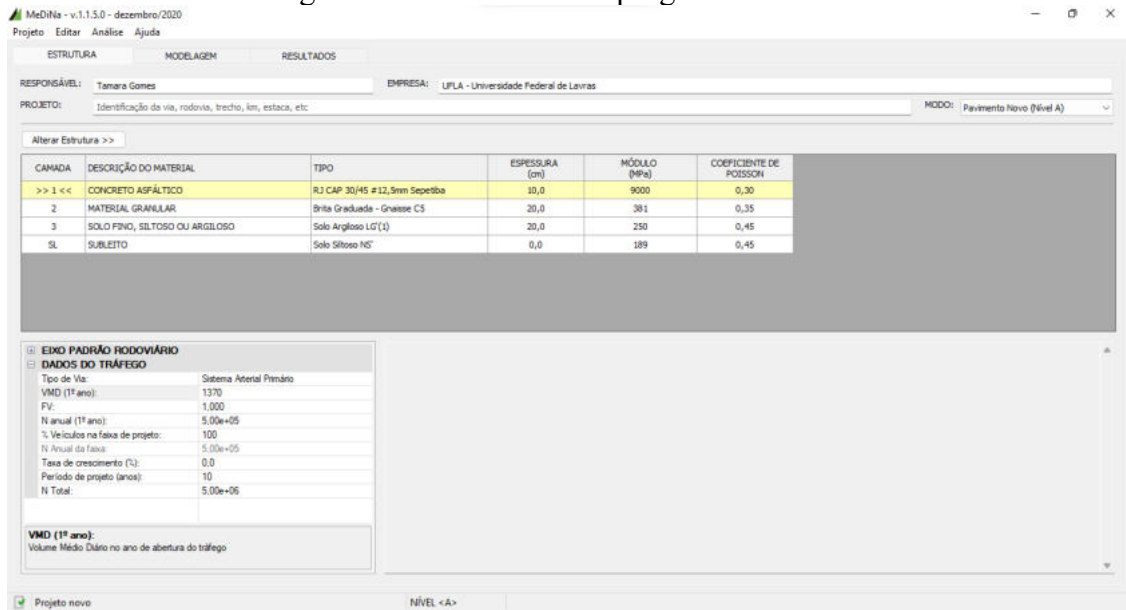 MeDiNa - v.1.1.5.0 - dezembro/2020
Projeto Editar Análise Ajuda
ESTRUTURA MODELAGEM RESULTADOS
RESPONSÁVEL: Tamara Gomes EMPRESA: UFLA - Universidade Federal de Lavras
PROJETO: Identificação da via, rodovia, trecho, km, estaca, etc MODO: Pavimento Novo (Nível A)
Alterar Estrutura >>
CAMADA DESCRIÇÃO DO MATERIAL TIPO ESPESSURA (cm) MÓDULO (MPa) COEFICIENTE DE POISSON
>> 1 << CONCRETO ASFÁLTICO RJ CAP 30/45 #12,5mm Sepetiba 10,0 9000 0,30
2 MATERIAL GRANULAR Brita Graduada - Gnaisse C5 20,0 381 0,35
3 SOLO FINO, SILTOSO OU ARGILOSO Solo Argiloso LG'(1) 20,0 250 0,45
SL SUBLEITO Solo Siltoso NS' 0,0 189 0,45
EIXO PADRÃO RODOVIÁRIO
DADOS DO TRÁFEGO
Tipo de Via: Sistema Arterial Primário
VMD (1º ano): 1370
FV: 1,000
N anual (1º ano): 5,00e+05
% Veículos na faixa de projeto: 100
N Anual da faixa: 5,00e+05
Taxa de crescimento (%): 0,0
Período de projeto (anos): 10
N Total: 5,00e+06
VMD (1º ano):
Volume Médio Diário no ano de abertura do tráfego
Projeto novo NÍVEL <A>